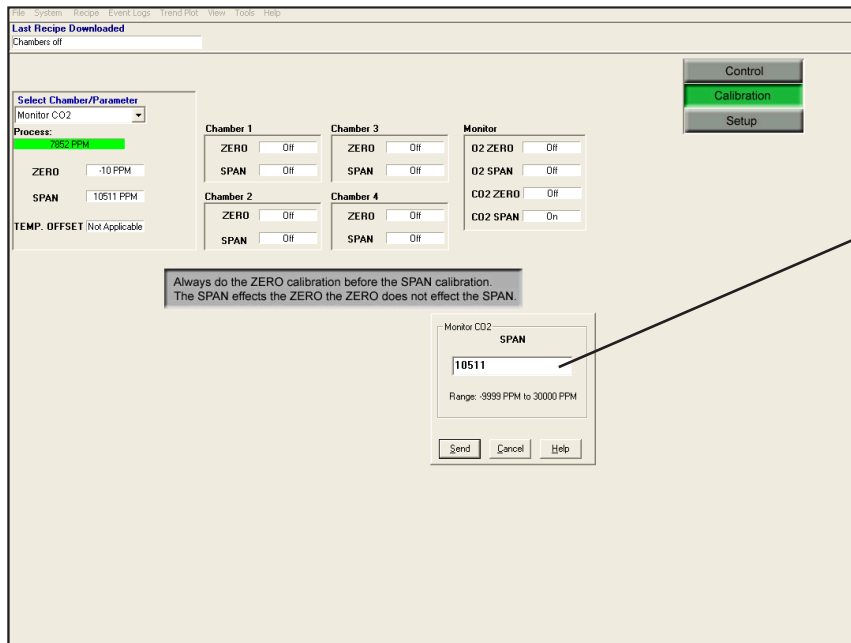 File System Recipe Event Logs Trend Plot View Tools Help
Last Recipe Downloaded
Chambers off
Control
Calibration
Setup
Select Chamber/Parameter
Monitor CO2
Process:
7852 PPM
ZERO -10 PPM
SPAN 10511 PPM
TEMP. OFFSET Not Applicable
Chamber 1
ZERO Off
SPAN Off
Chamber 2
ZERO Off
SPAN Off
Chamber 3
ZERO Off
SPAN Off
Chamber 4
ZERO Off
SPAN Off
Monitor
O2 ZERO Off
O2 SPAN Off
CO2 ZERO Off
CO2 SPAN On
Always do the ZERO calibration before the SPAN calibration.
The SPAN effects the ZERO the ZERO does not effect the SPAN.
Monitor CO2
SPAN
10511
Range: -9999 PPM to 30000 PPM
Send Cancel Help